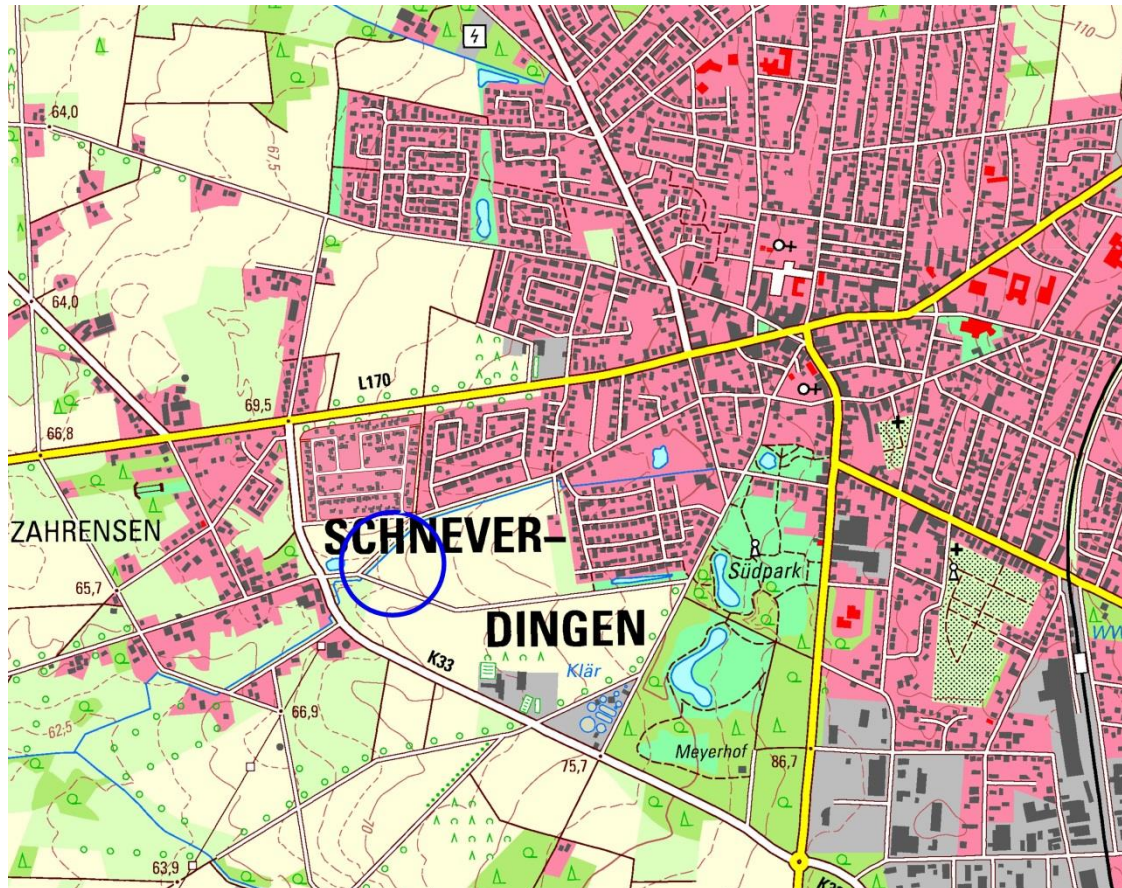 110
64,0
67,5
64,0
L170
69,5
66,8
ZAHRENSEN
SCHNEVER–
Südpark
65,7
DINGEN
K33
Klär
66,9
62,5
Meyerhof
75,7
86,7
70
63,9